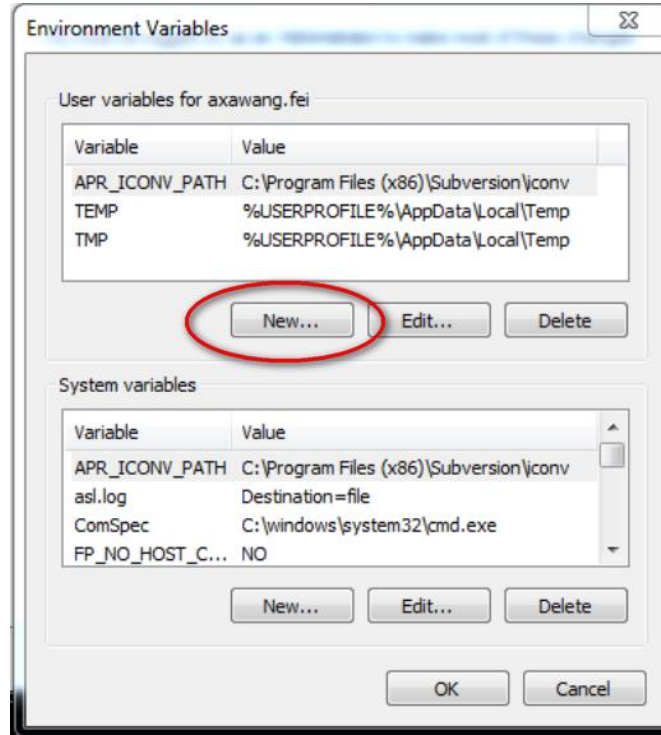 Environment Variables
User variables for axawang.fei
Variable Value
APR_ICONV_PATH C:\Program Files (x86)\Subversion\iconv
TEMP %USERPROFILE%\AppData\Local\Temp
TMP %USERPROFILE%\AppData\Local\Temp
New... Edit... Delete
System variables
Variable Value
APR_ICONV_PATH C:\Program Files (x86)\Subversion\iconv
asl.log Destination=file
ComSpec C:\windows\system32\cmd.exe
FP_NO_HOST_C... NO
New... Edit... Delete
OK Cancel